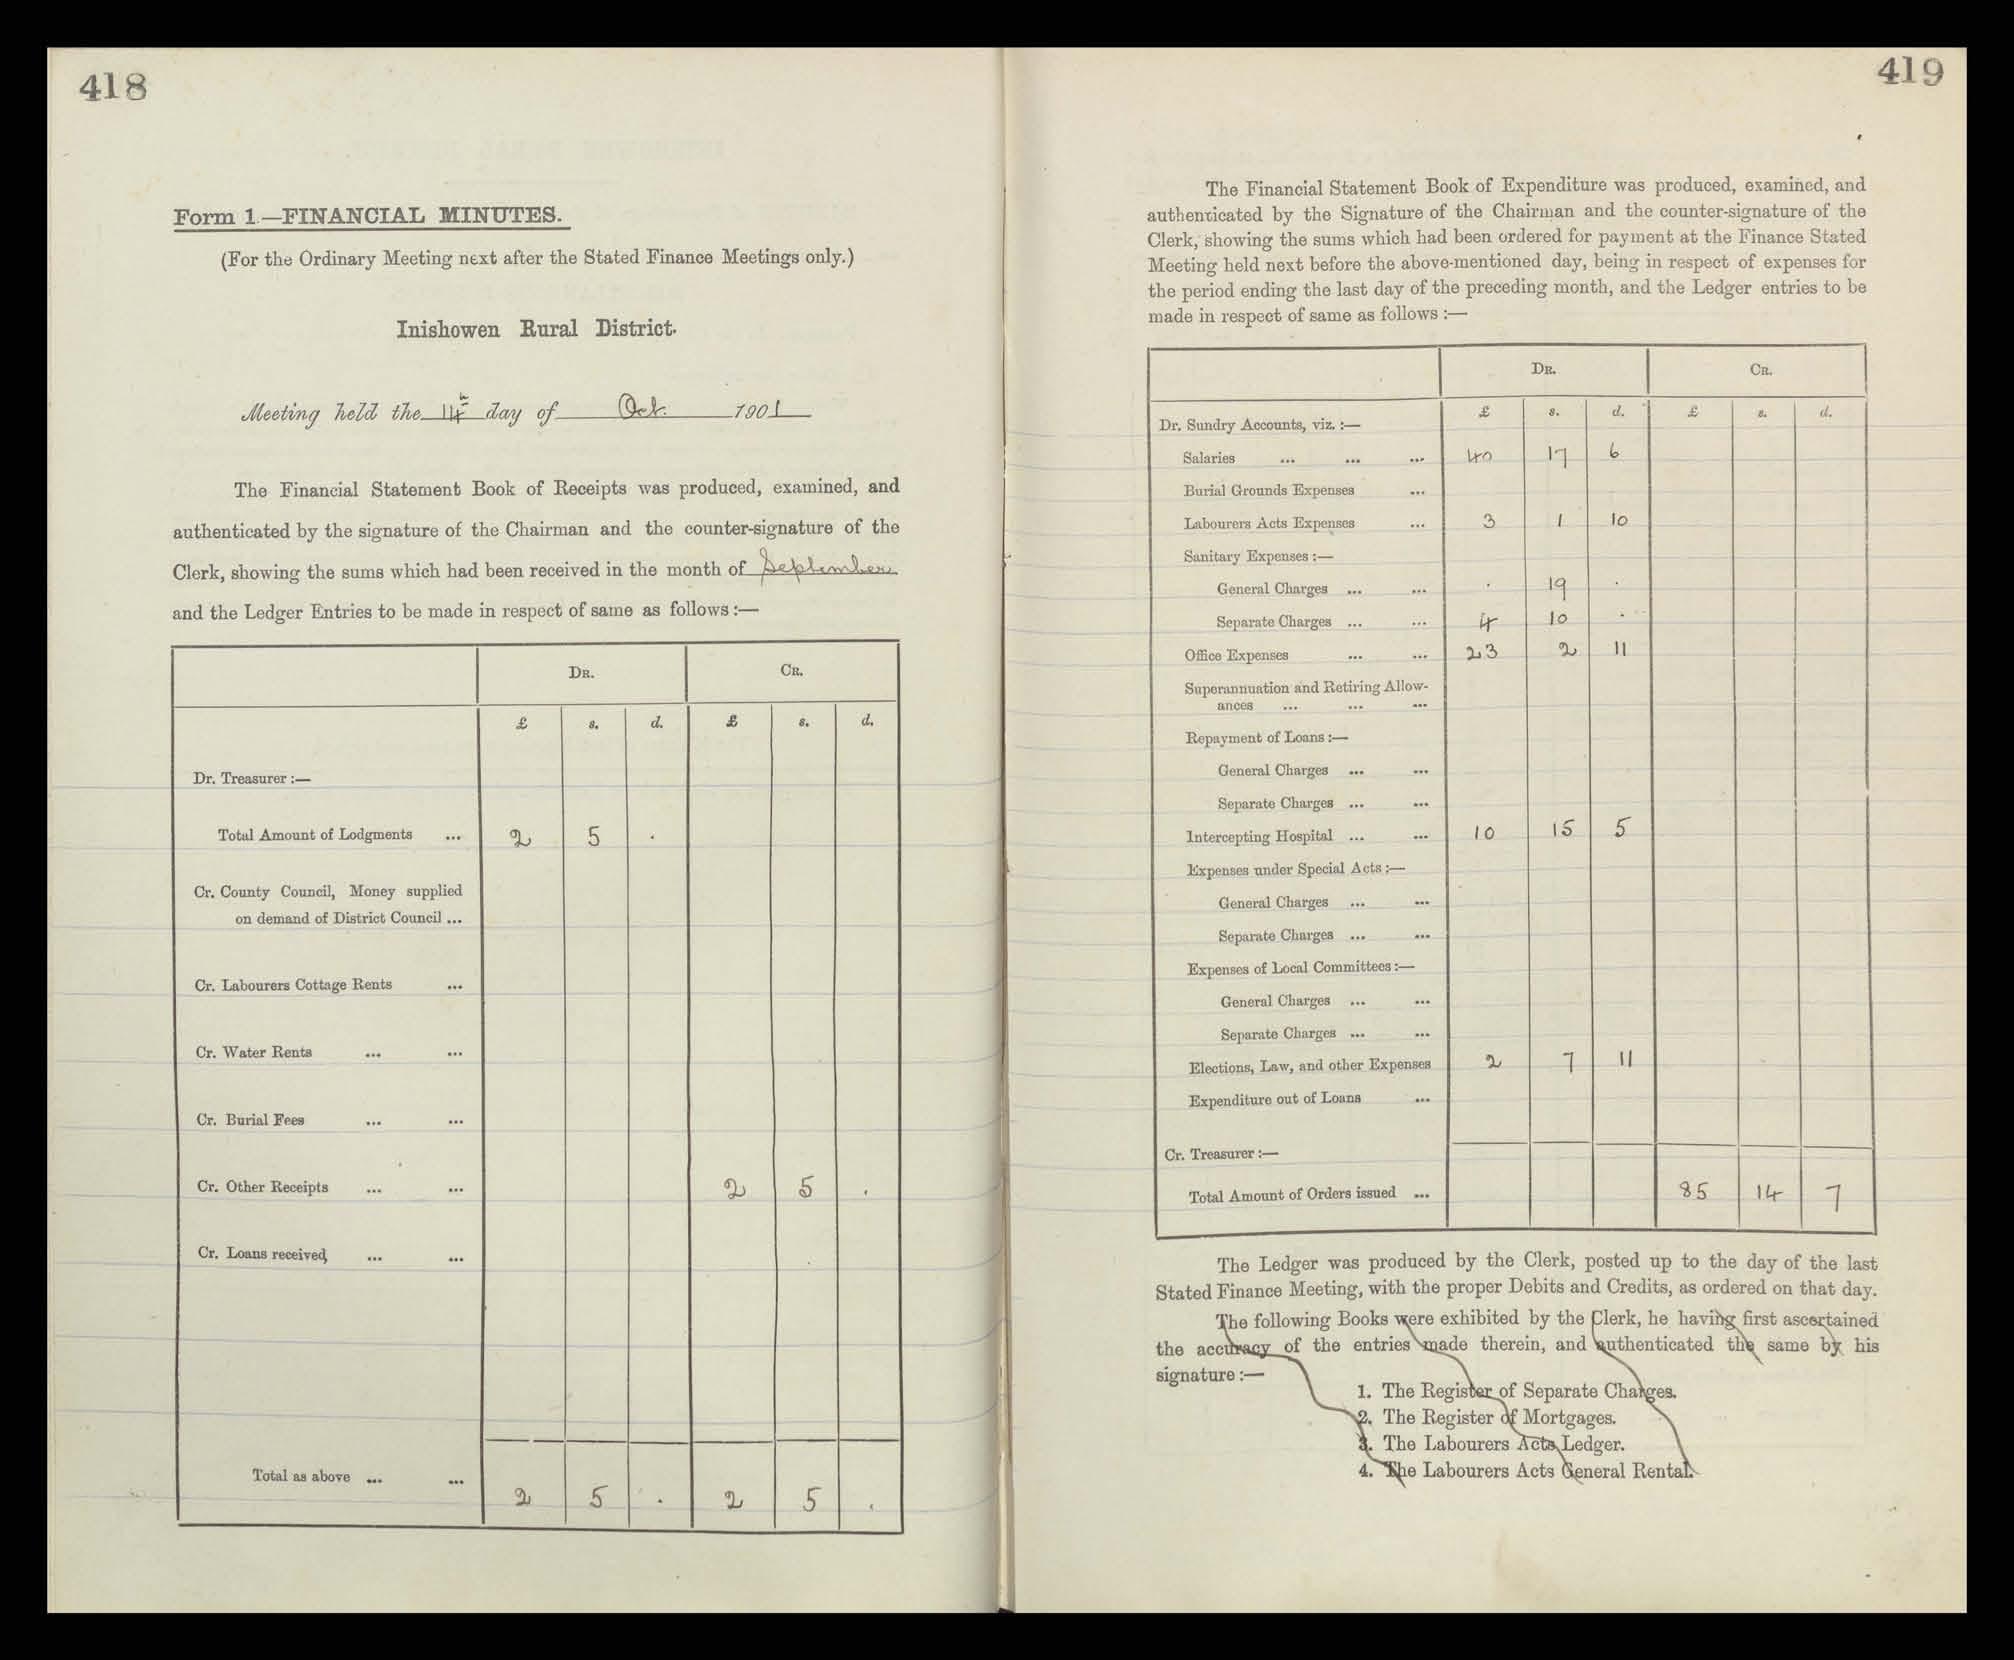 418
Form 1.—FINANCIAL MINUTES.
(For the Ordinary Meeting next after the Stated Finance Meetings only.)
Inishowen Rural District.
Meeting held the 14th day of Oct. 1901
The Financial Statement Book of Receipts was produced, examined, and
authenticated by the signature of the Chairman and the counter-signature of the
Clerk, showing the sums which had been received in the month of September
and the Ledger Entries to be made in respect of same as follows :—
DR. CR.
£ s. d. £ s. d.
Dr. Treasurer :—
Total Amount of Lodgments ... 2 5 .
Cr. County Council, Money supplied
on demand of District Council ...
Cr. Labourers Cottage Rents ...
Cr. Water Rents ... ...
Cr. Burial Fees ... ...
Cr. Other Receipts ... ... 2 5 .
Cr. Loans received, ... ...
Total as above ... ... 2 5 . 2 5 .
419
The Financial Statement Book of Expenditure was produced, examined, and
authenticated by the Signature of the Chairman and the counter-signature of the
Clerk, showing the sums which had been ordered for payment at the Finance Stated
Meeting held next before the above-mentioned day, being in respect of expenses for
the period ending the last day of the preceding month, and the Ledger entries to be
made in respect of same as follows :—
DR. CR.
£ s. d. £ s. d.
Dr. Sundry Accounts, viz. :—
Salaries ... ... ... 40 17 6
Burial Grounds Expenses ...
Labourers Acts Expenses ... 3 1 10
Sanitary Expenses :—
General Charges ... ... . 19 .
Separate Charges ... ... 4 10 .
Office Expenses ... ... 23 2 11
Superannuation and Retiring Allow-
ances ... ... ...
Repayment of Loans :—
General Charges ... ...
Separate Charges ... ...
Intercepting Hospital ... ... 10 15 5
Expenses under Special Acts :—
General Charges ... ...
Separate Charges ... ...
Expenses of Local Committees :—
General Charges ... ...
Separate Charges ... ...
Elections, Law, and other Expenses 2 7 11
Expenditure out of Loans ...
Cr. Treasurer :—
Total Amount of Orders issued ... 85 14 7
The Ledger was produced by the Clerk, posted up to the day of the last
Stated Finance Meeting, with the proper Debits and Credits, as ordered on that day.
The following Books were exhibited by the Clerk, he having first ascertained
the accuracy of the entries made therein, and authenticated the same by his
signature :—
1. The Register of Separate Charges.
2. The Register of Mortgages.
3. The Labourers Acts Ledger.
4. The Labourers Acts General Rental.